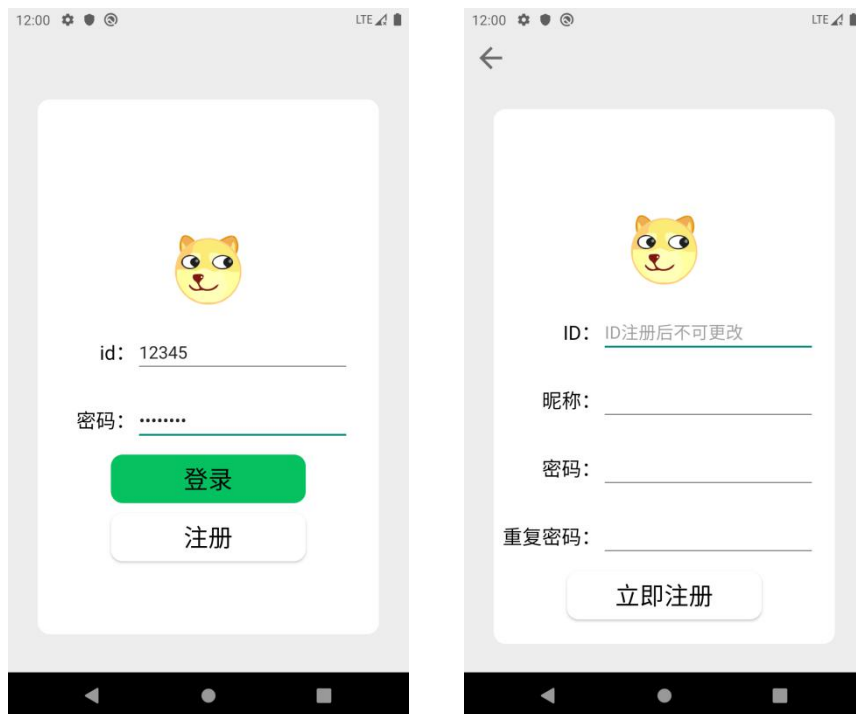 12:00 LTE
id： 12345
密码： ••••••••
登录
注册
12:00 LTE
ID： ID注册后不可更改
昵称：
密码：
重复密码：
立即注册